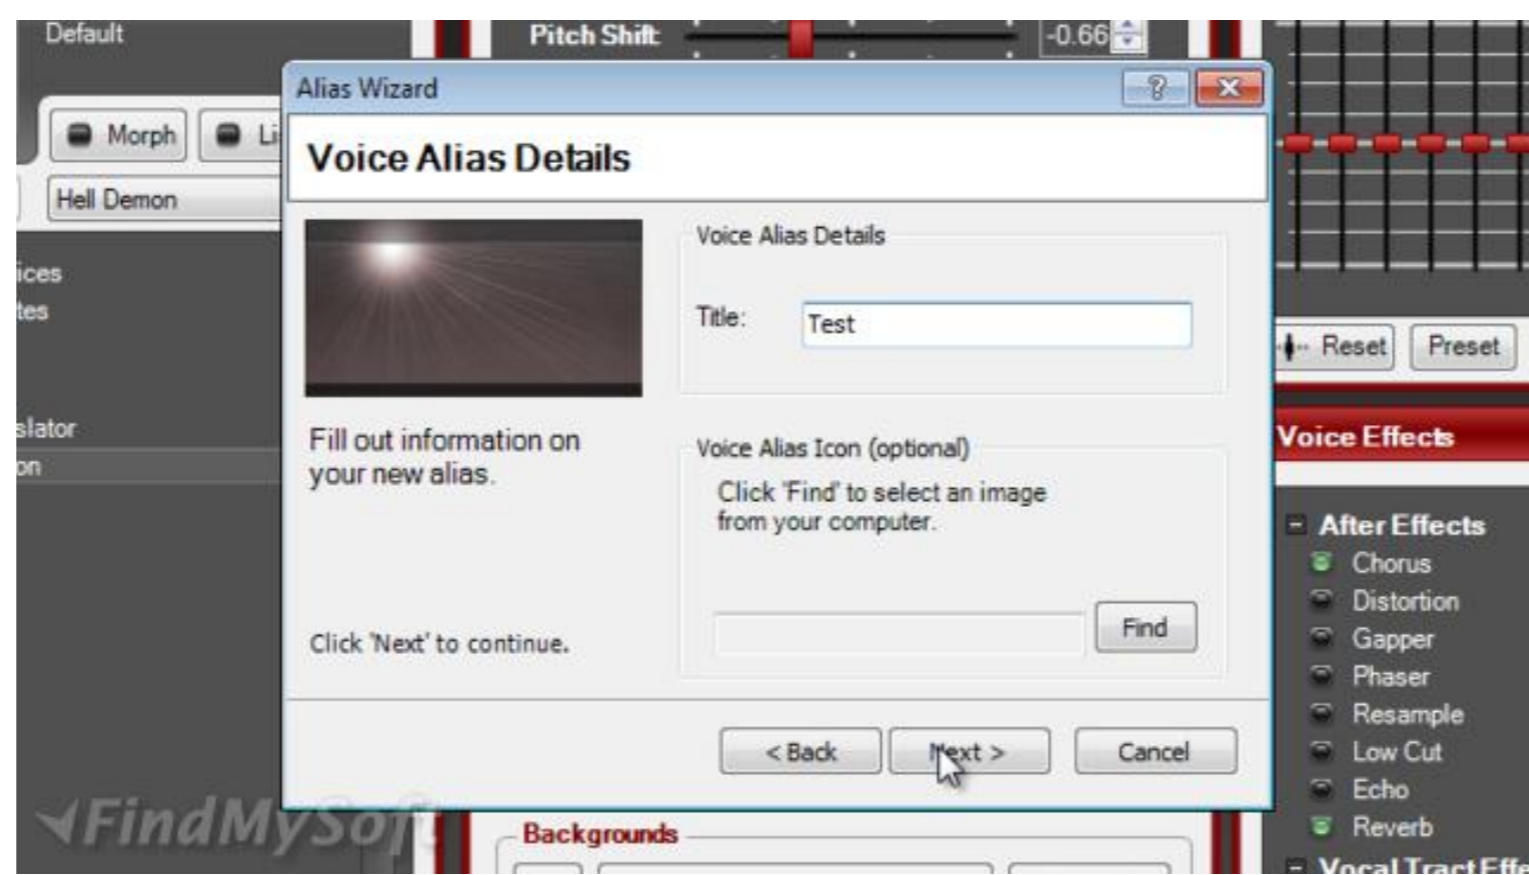 Default
Pitch Shift:
-0.66
Alias Wizard
?
Morph
Voice Alias Details
Hell Demon
Voice Alias Details
Title:
Test
Reset
Preset
Fill out information on
your new alias.
Voice Alias Icon (optional)
Click 'Find' to select an image
from your computer.
Find
Click 'Next' to continue.
< Back
Next >
Cancel
Voice Effects
After Effects
Chorus
Distortion
Gapper
Phaser
Resample
Low Cut
Echo
Reverb
FindMySoft
Backgrounds
Vocal Tract